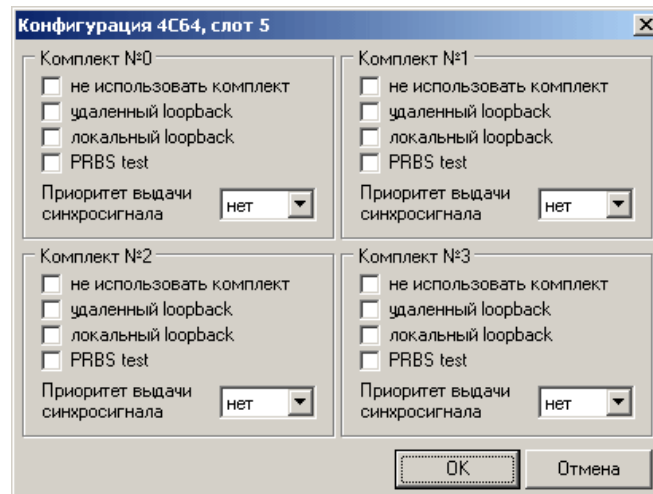 Конфигурация 4С64, слот 5
Комплект №0
не использовать комплект
удаленный loopback
локальный loopback
PRBS test
Приоритет выдачи
синхросигнала
нет
Комплект №1
не использовать комплект
удаленный loopback
локальный loopback
PRBS test
Приоритет выдачи
синхросигнала
нет
Комплект №2
не использовать комплект
удаленный loopback
локальный loopback
PRBS test
Приоритет выдачи
синхросигнала
нет
Комплект №3
не использовать комплект
удаленный loopback
локальный loopback
PRBS test
Приоритет выдачи
синхросигнала
нет
OK
Отмена